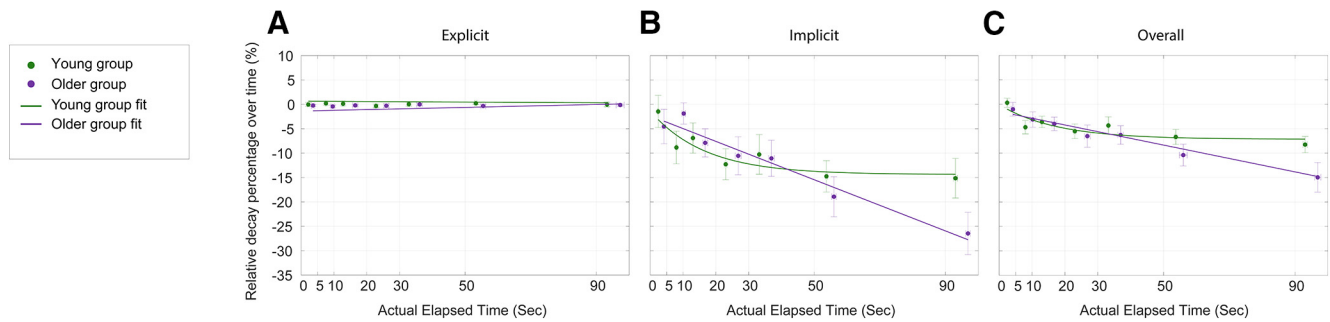 Young group
Older group
Young group fit
Older group fit
A
Explicit
B
Implicit
C
Overall
Relative decay percentage over time (%)
10
5
0
-5
-10
-15
-20
-25
-30
-35
0 5 10 20 30 50 90
0 5 10 20 30 50 90
0 5 10 20 30 50 90
Actual Elapsed Time (Sec)
Actual Elapsed Time (Sec)
Actual Elapsed Time (Sec)